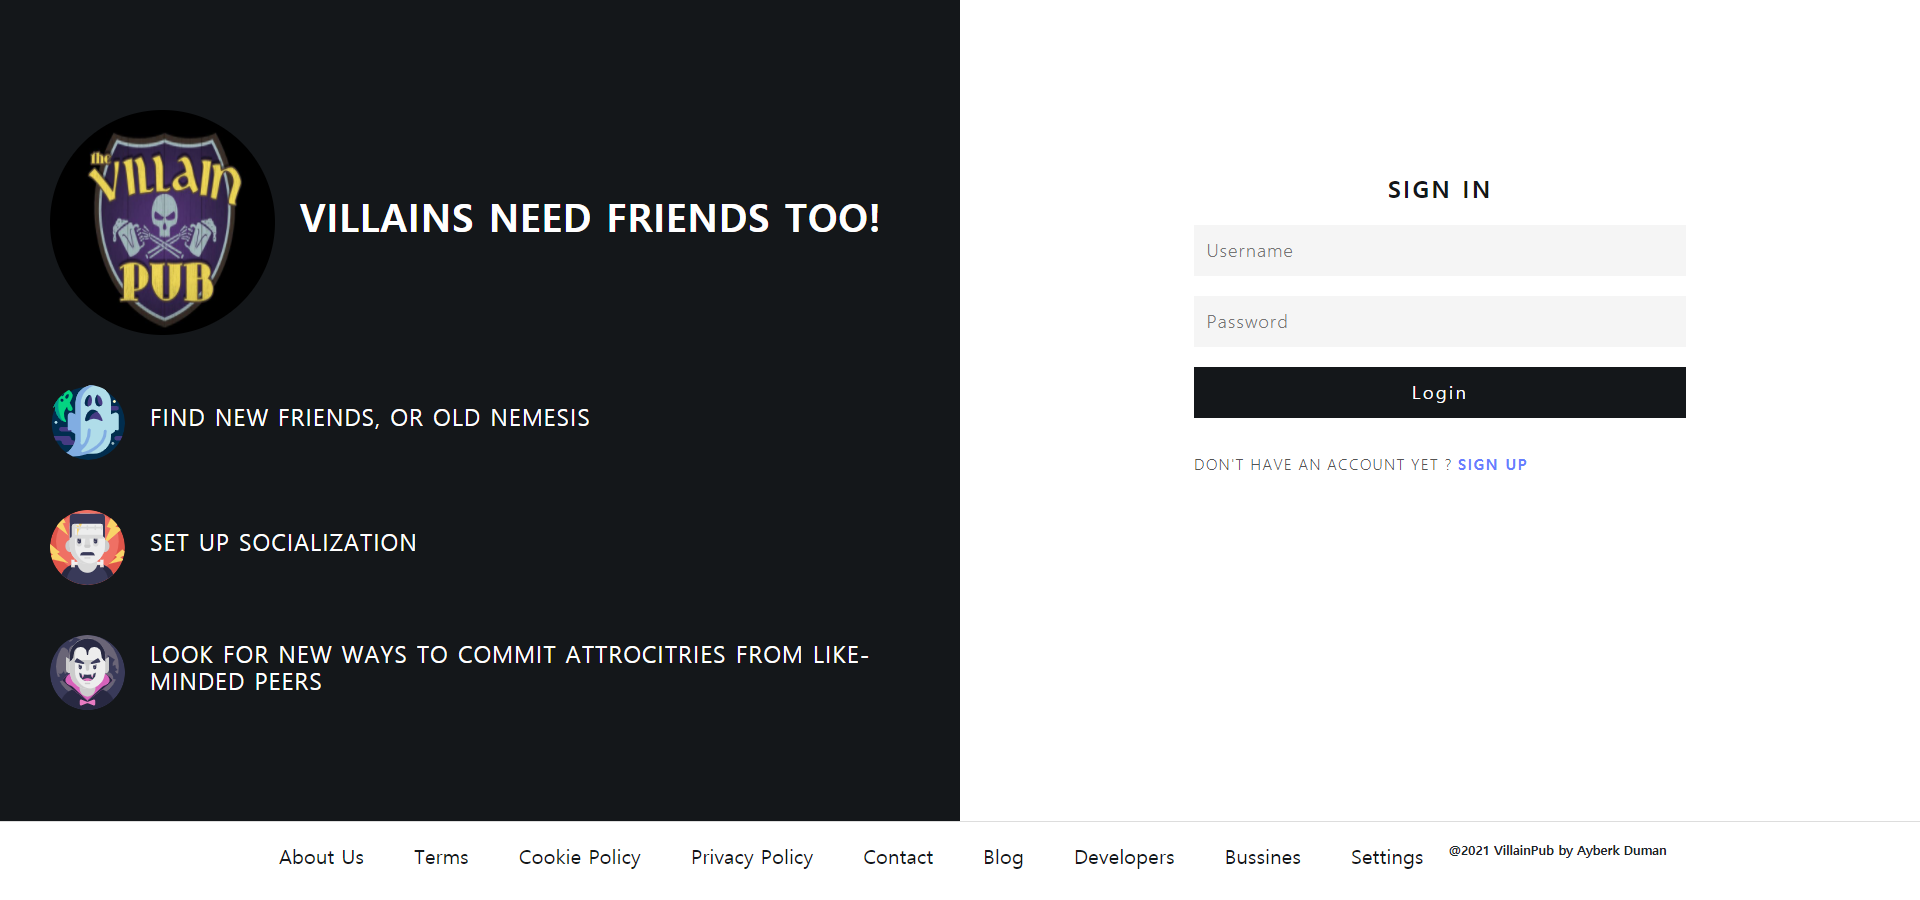 the
VILLAIN
PUB
VILLAINS NEED FRIENDS TOO!
FIND NEW FRIENDS, OR OLD NEMESIS
SET UP SOCIALIZATION
LOOK FOR NEW WAYS TO COMMIT ATTROCITRIES FROM LIKE-
MINDED PEERS
SIGN IN
Username
Password
Login
DON'T HAVE AN ACCOUNT YET ? SIGN UP
About Us Terms Cookie Policy Privacy Policy Contact Blog Developers Bussines Settings @2021 VillainPub by Ayberk Duman